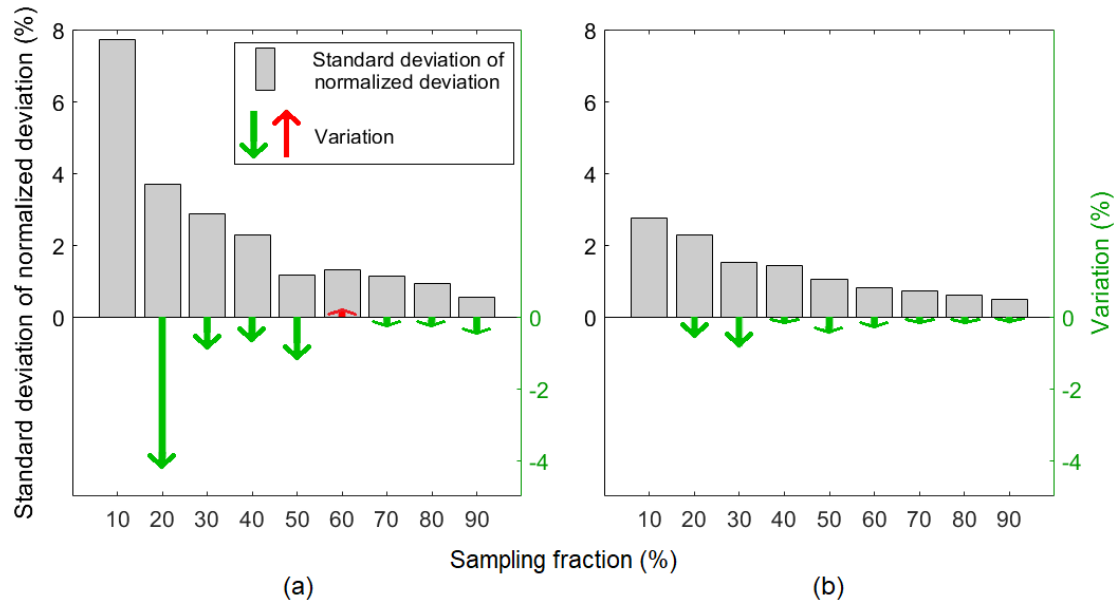 Standard deviation of normalized deviation (%)
8
6
4
2
0
Standard deviation of
normalized deviation
Variation
0
-2
-4
10 20 30 40 50 60 70 80 90
8
6
4
2
0
0
-2
-4
Variation (%)
10 20 30 40 50 60 70 80 90
Sampling fraction (%)
(a)
(b)